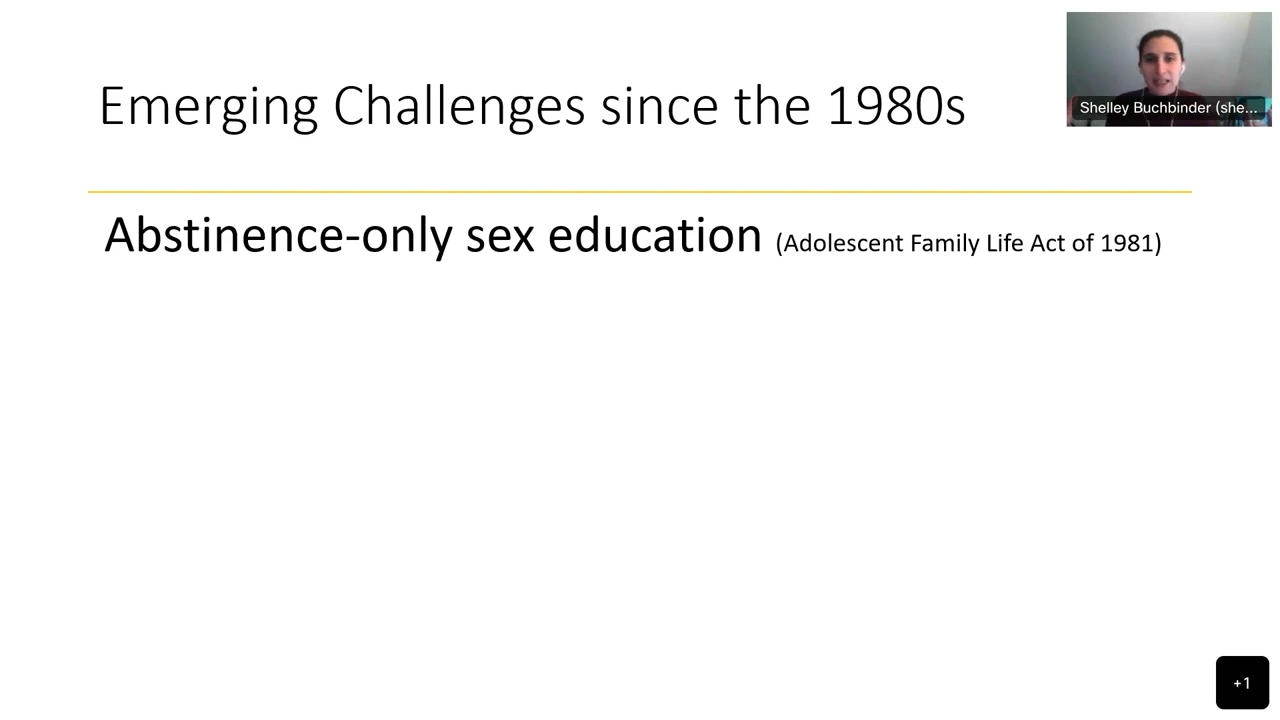 Emerging Challenges since the 1980s
Shelley Buchbinder (she...
Abstinence-only sex education (Adolescent Family Life Act of 1981)
+1